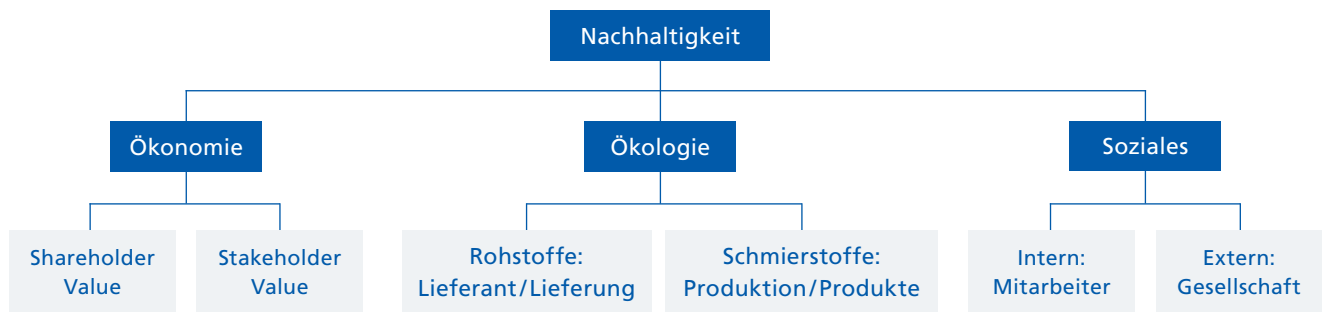 Nachhaltigkeit
Ökonomie
Ökologie
Soziales
Shareholder
Value
Stakeholder
Value
Rohstoffe:
Lieferant/Lieferung
Schmierstoffe:
Produktion/Produkte
Intern:
Mitarbeiter
Extern:
Gesellschaft